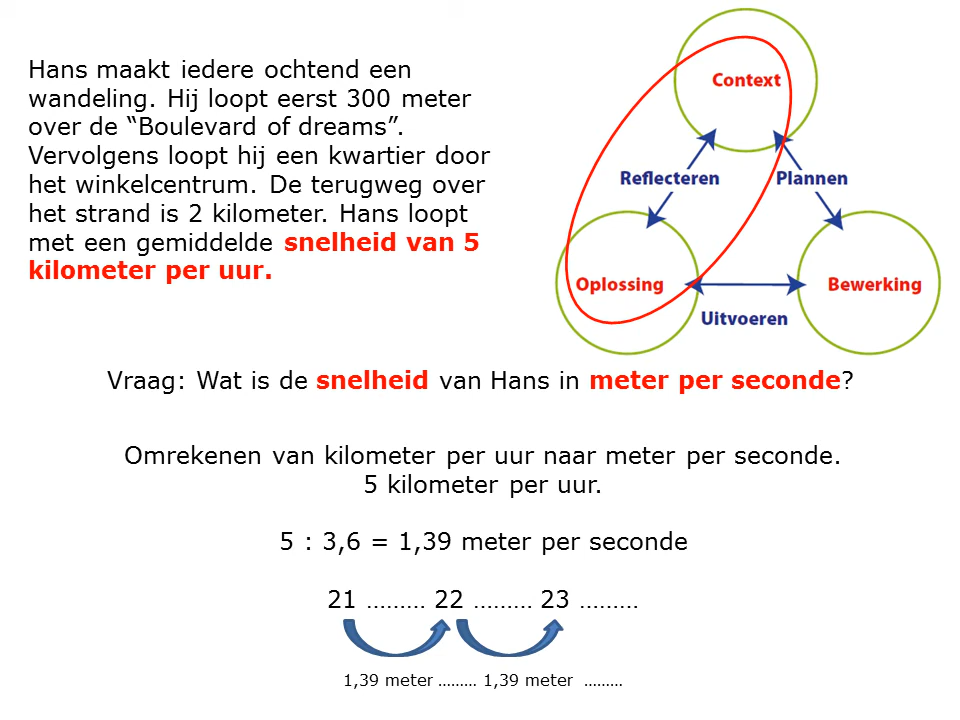 Hans maakt iedere ochtend een
wandeling. Hij loopt eerst 300 meter
over de “Boulevard of dreams”.
Vervolgens loopt hij een kwartier door
het winkelcentrum. De terugweg over
het strand is 2 kilometer. Hans loopt
met een gemiddelde snelheid van 5
kilometer per uur.
Context
Reflecteren
Plannen
Oplossing
Bewerking
Uitvoeren
Vraag: Wat is de snelheid van Hans in meter per seconde?
Omrekenen van kilometer per uur naar meter per seconde.
5 kilometer per uur.
5 : 3,6 = 1,39 meter per seconde
21 ……… 22 ……… 23 ………
1,39 meter ……… 1,39 meter ………